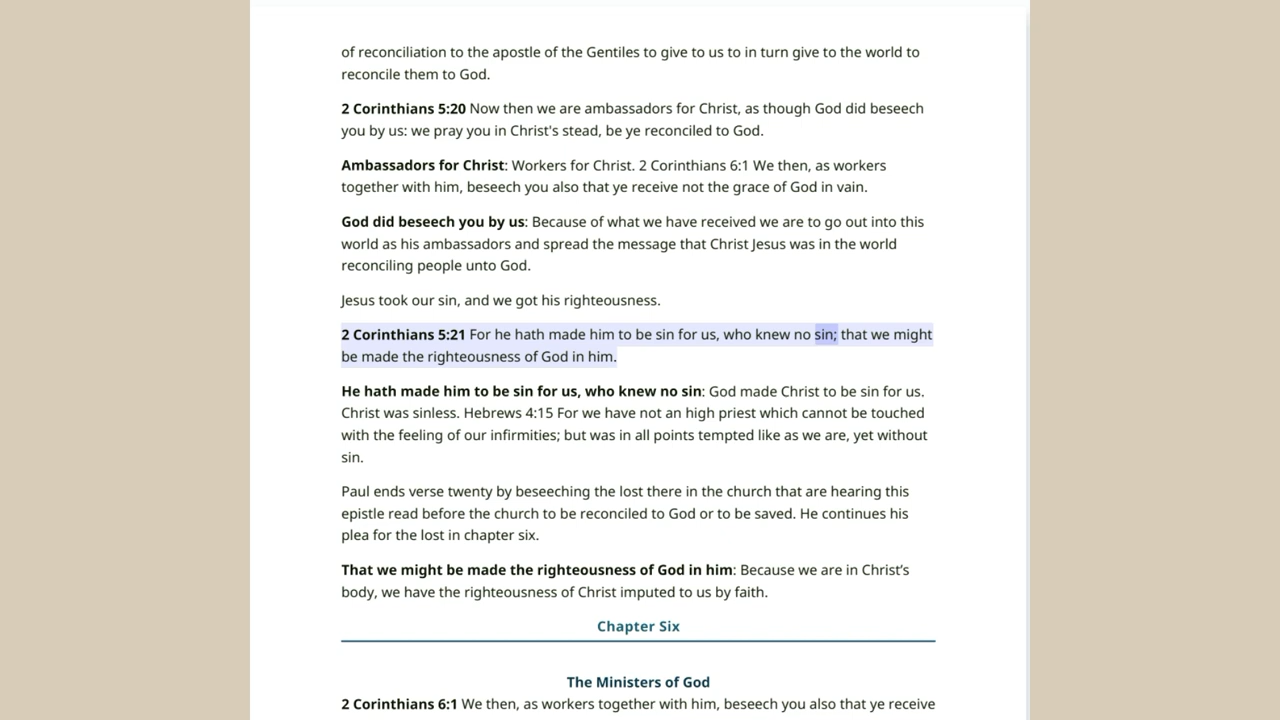 of reconciliation to the apostle of the Gentiles to give to us to in turn give to the world to
reconcile them to God.
2 Corinthians 5:20 Now then we are ambassadors for Christ, as though God did beseech
you by us: we pray you in Christ's stead, be ye reconciled to God.
Ambassadors for Christ: Workers for Christ. 2 Corinthians 6:1 We then, as workers
together with him, beseech you also that ye receive not the grace of God in vain.
God did beseech you by us: Because of what we have received we are to go out into this
world as his ambassadors and spread the message that Christ Jesus was in the world
reconciling people unto God.
Jesus took our sin, and we got his righteousness.
2 Corinthians 5:21 For he hath made him to be sin for us, who knew no sin; that we might
be made the righteousness of God in him.
He hath made him to be sin for us, who knew no sin: God made Christ to be sin for us.
Christ was sinless. Hebrews 4:15 For we have not an high priest which cannot be touched
with the feeling of our infirmities; but was in all points tempted like as we are, yet without
sin.
Paul ends verse twenty by beseeching the lost there in the church that are hearing this
epistle read before the church to be reconciled to God or to be saved. He continues his
plea for the lost in chapter six.
That we might be made the righteousness of God in him: Because we are in Christ’s
body, we have the righteousness of Christ imputed to us by faith.
Chapter Six
The Ministers of God
2 Corinthians 6:1 We then, as workers together with him, beseech you also that ye receive